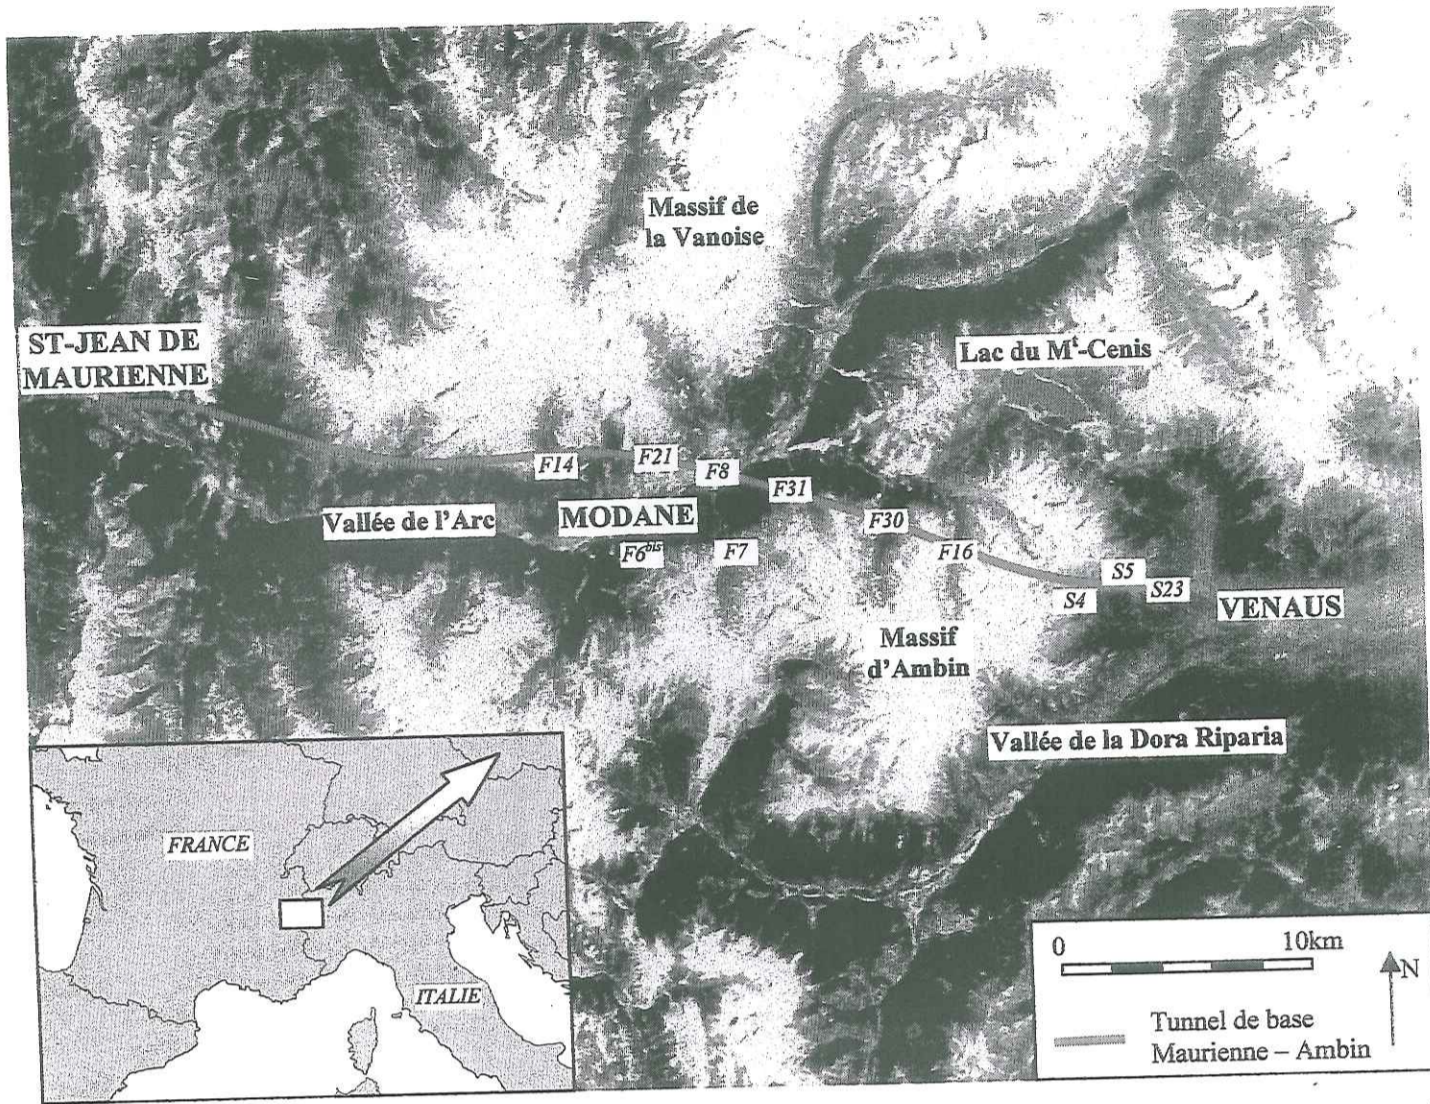 Massif de
la Vanoise
ST-JEAN DE
MAURIENNE
Lac du Mᵗ-Cenis
F14
F21
F8
F31
Vallée de l'Arc
MODANE
F30
F6ᵇⁱˢ
F7
F16
S5
S4
S23
VENAUS
Massif
d'Ambin
Vallée de la Dora Riparia
FRANCE
ITALIE
0 10km
N
Tunnel de base
Maurienne – Ambin